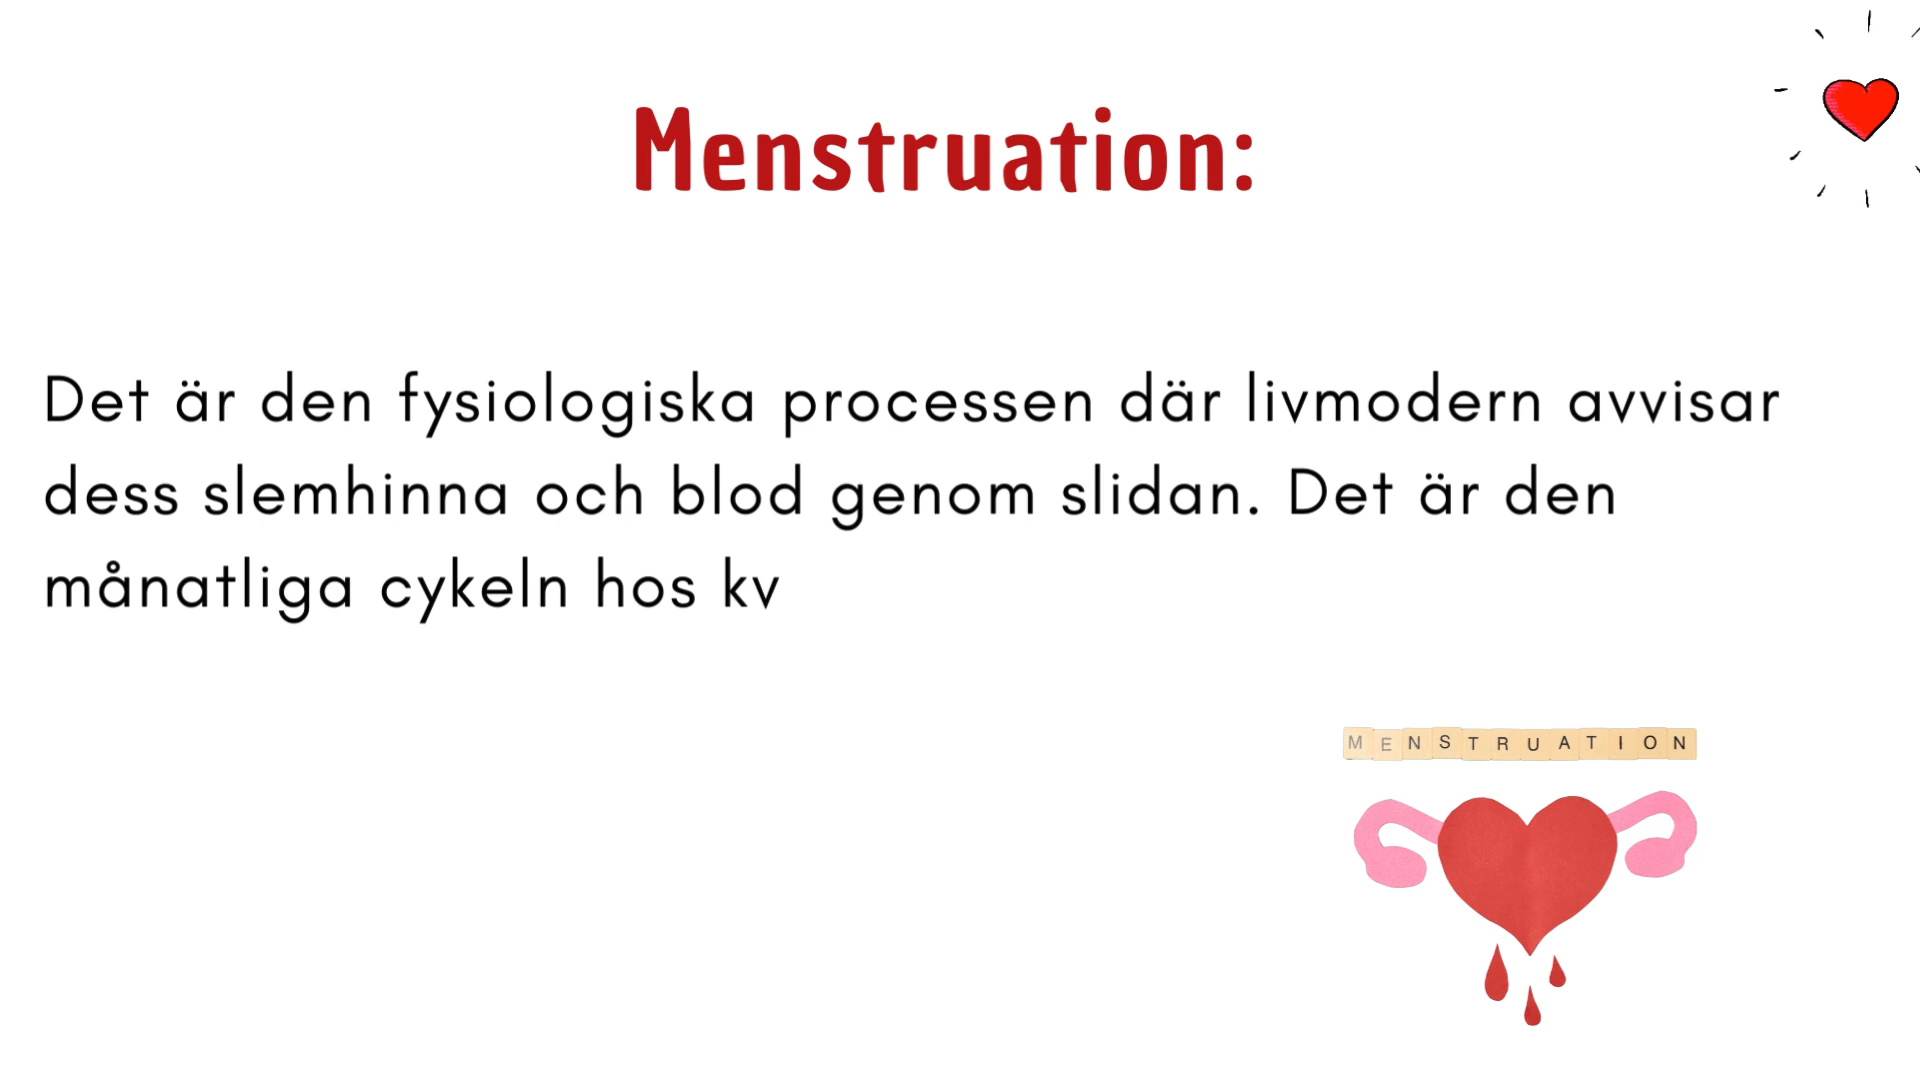 Menstruation:
Det är den fysiologiska processen där livmodern avvisar
dess slemhinna och blod genom slidan. Det är den
månatliga cykeln hos kv
MENSTRUATION